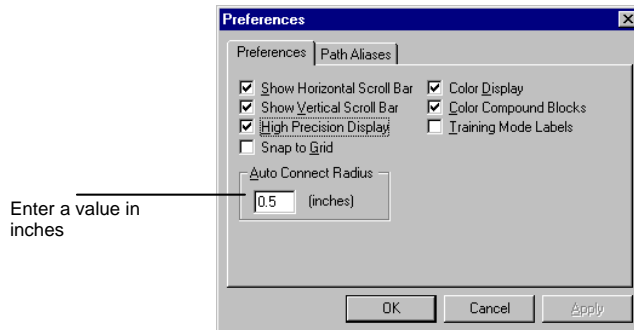 Preferences
Preferences Path Aliases
Show Horizontal Scroll Bar Color Display
Show Vertical Scroll Bar Color Compound Blocks
High Precision Display Training Mode Labels
Snap to Grid
Auto Connect Radius
0.5 (inches)
Enter a value in
inches
OK Cancel Apply